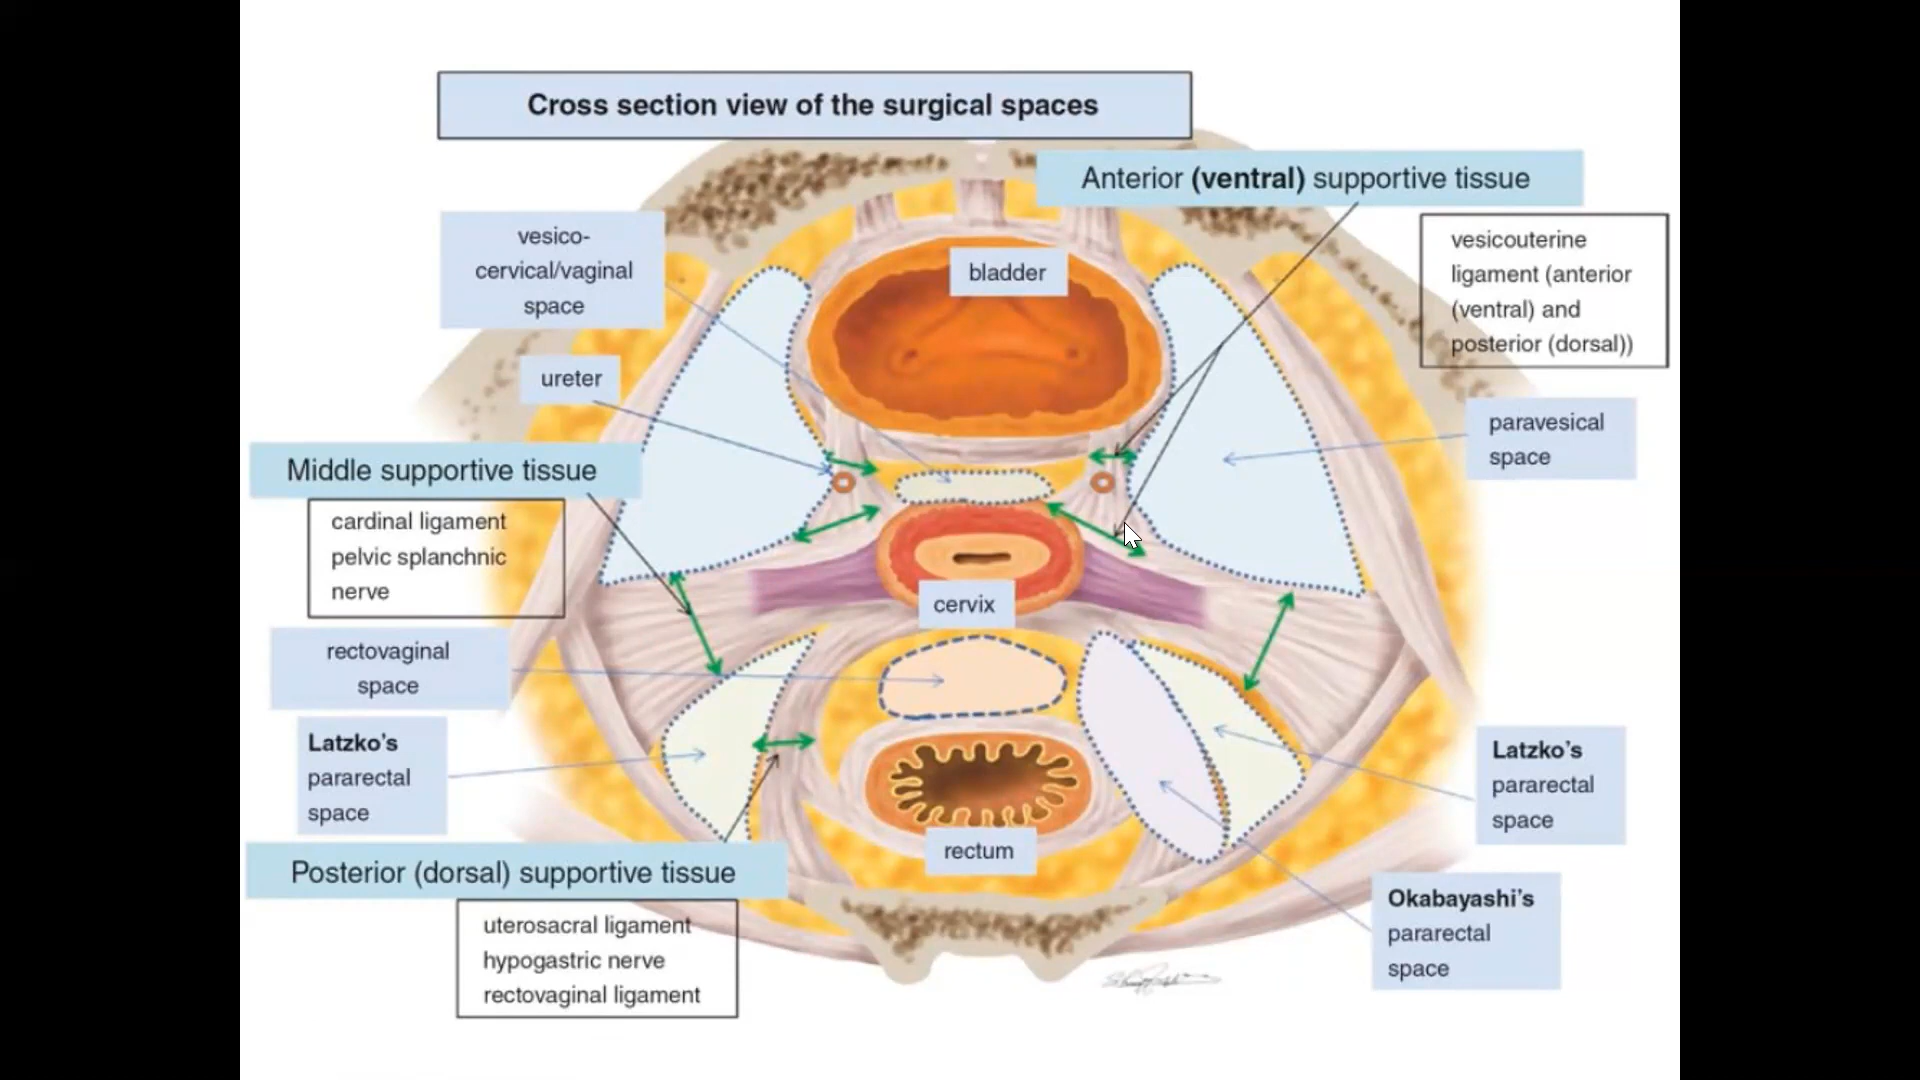 Cross section view of the surgical spaces
Anterior (ventral) supportive tissue
vesicouterine
ligament (anterior
(ventral) and
posterior (dorsal))
vesico-
cervical/vaginal
space
bladder
ureter
paravesical
space
Middle supportive tissue
cardinal ligament
pelvic splanchnic
nerve
cervix
rectovaginal
space
Latzko's
pararectal
space
Latzko's
pararectal
space
rectum
Posterior (dorsal) supportive tissue
uterosacral ligament
hypogastric nerve
rectovaginal ligament
Okabayashi's
pararectal
space